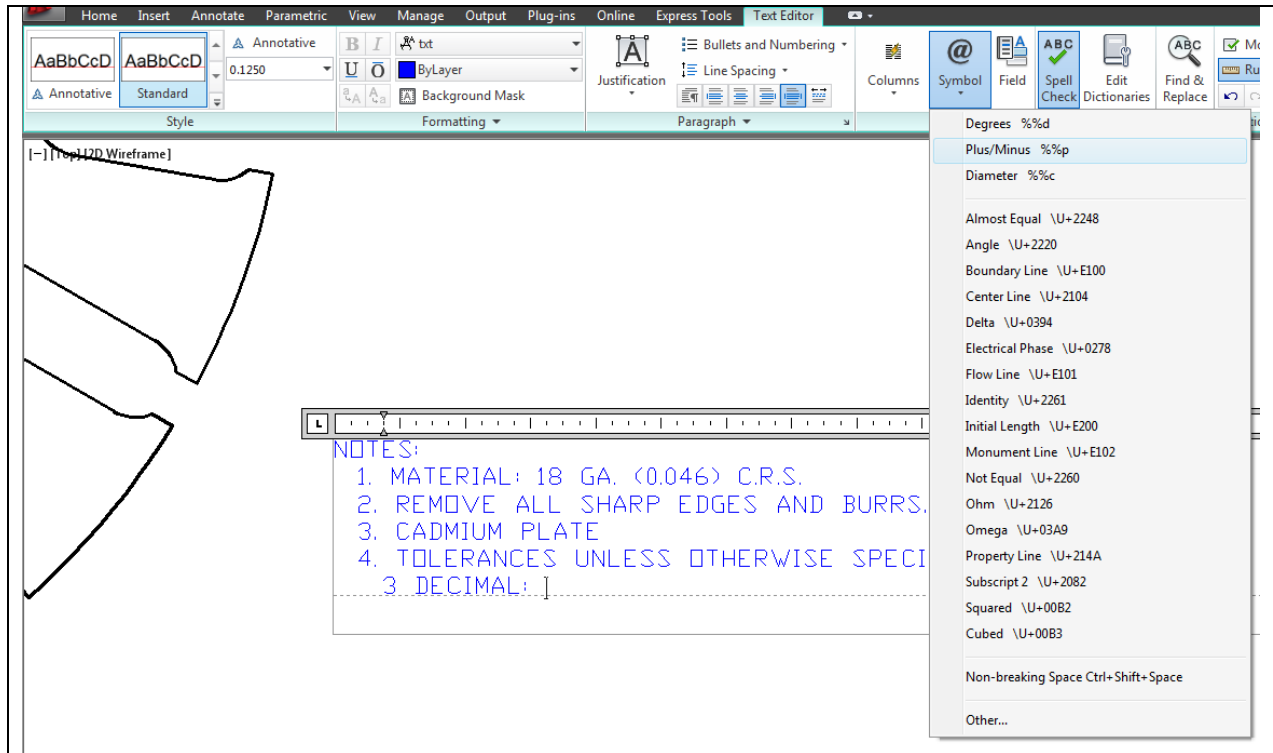 Home Insert Annotate Parametric View Manage Output Plug-ins Online Express Tools Text Editor
AaBbCcD AaBbCcD Annotative
0.1250
Annotative Standard
Style
B I txt
U O ByLayer
Background Mask
Formatting
Justification
Bullets and Numbering
Line Spacing
Paragraph
Columns
@ Symbol
Field
ABC Spell Check
Edit Dictionaries
ABC Find & Replace
Ru
[−] [Top] [2D Wireframe]
Degrees %%d
Plus/Minus %%p
Diameter %%c
Almost Equal \U+2248
Angle \U+2220
Boundary Line \U+E100
Center Line \U+2104
Delta \U+0394
Electrical Phase \U+0278
Flow Line \U+E101
Identity \U+2261
Initial Length \U+E200
Monument Line \U+E102
Not Equal \U+2260
Ohm \U+2126
Omega \U+03A9
Property Line \U+214A
Subscript 2 \U+2082
Squared \U+00B2
Cubed \U+00B3
Non-breaking Space Ctrl+Shift+Space
Other...
L
NOTES:
1. MATERIAL: 18 GA. (0.046) C.R.S.
2. REMOVE ALL SHARP EDGES AND BURRS.
3. CADMIUM PLATE
4. TOLERANCES UNLESS OTHERWISE SPECI
3 DECIMAL: